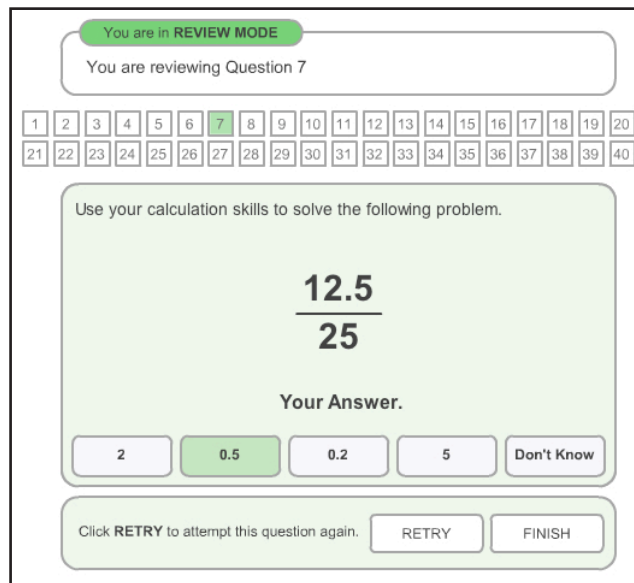 You are in REVIEW MODE
You are reviewing Question 7
1 2 3 4 5 6 7 8 9 10 11 12 13 14 15 16 17 18 19 20
21 22 23 24 25 26 27 28 29 30 31 32 33 34 35 36 37 38 39 40
Use your calculation skills to solve the following problem.
12.5
25
Your Answer.
2 0.5 0.2 5 Don't Know
Click RETRY to attempt this question again. RETRY FINISH